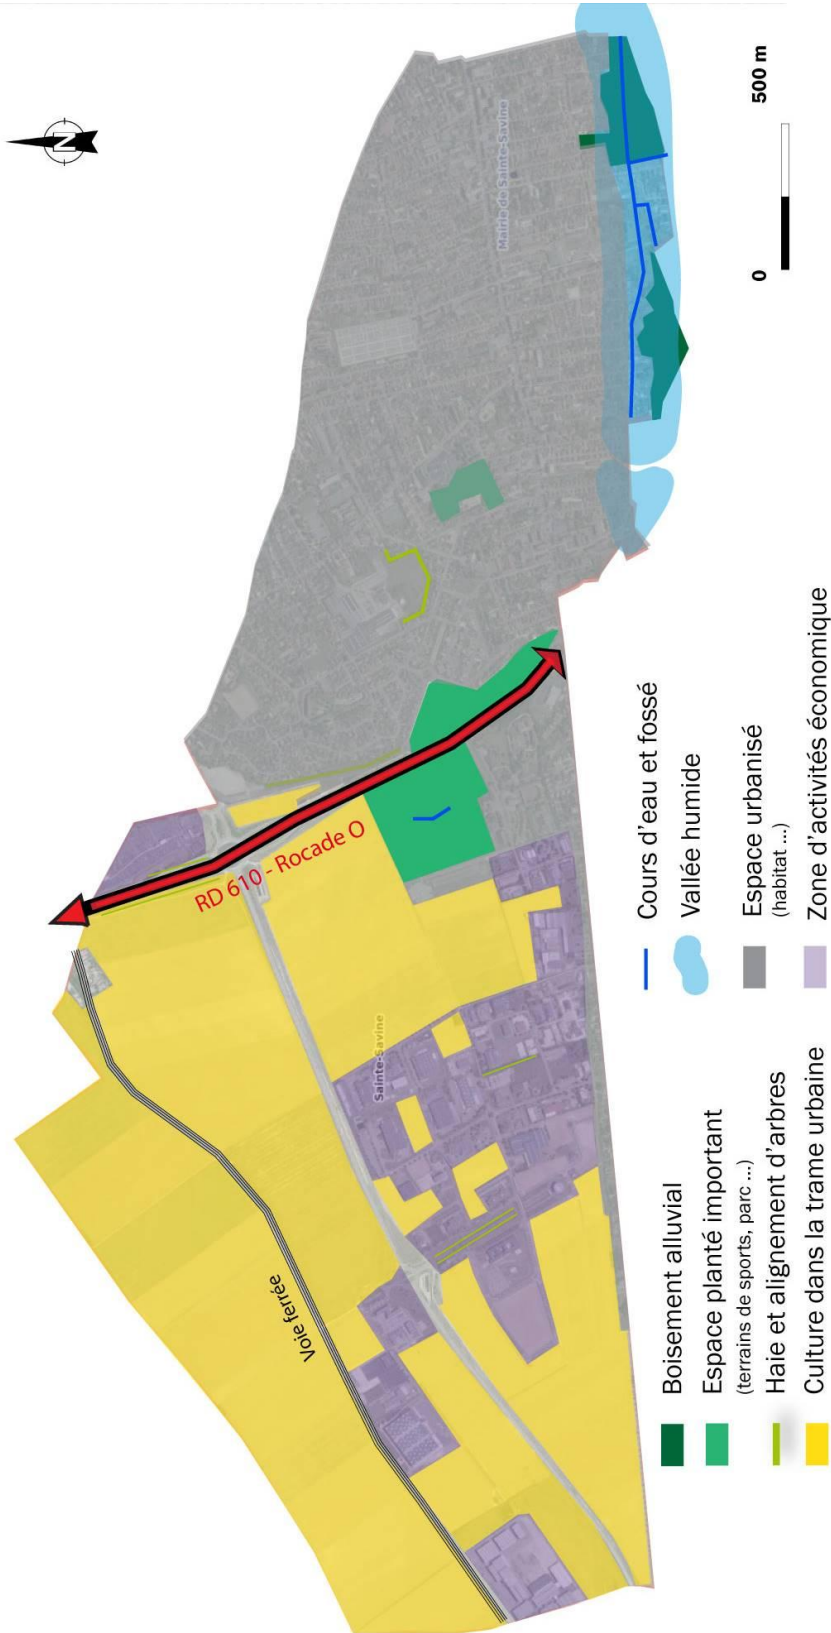 N
Mairie de Sainte-Savine
RD 610 - Rocade O
Sainte-Savine
Voie ferrée
0
500 m
Boisement alluvial
Espace planté important
(terrains de sports, parc ...)
Haie et alignement d'arbres
Culture dans la trame urbaine
Cours d'eau et fossé
Vallée humide
Espace urbanisé
(habitat ...)
Zone d'activités économique